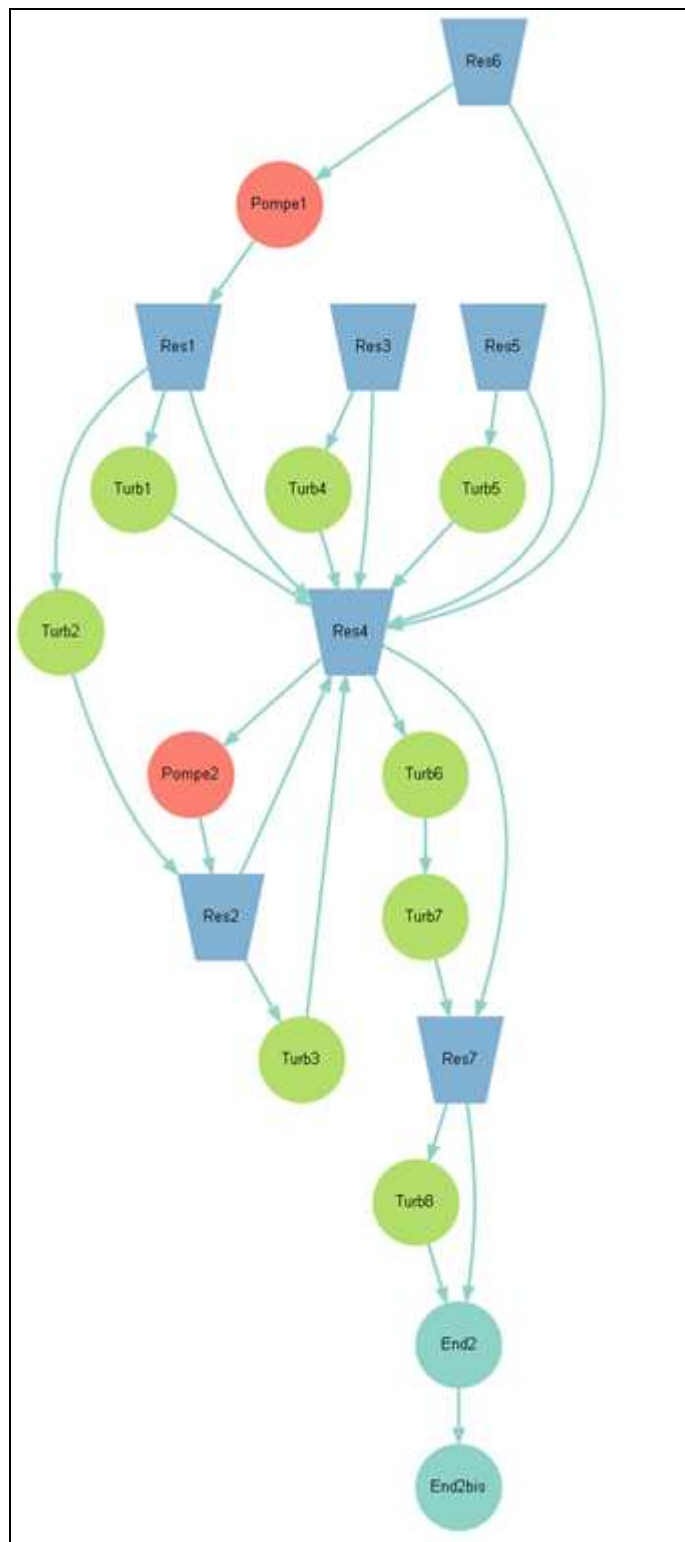 Res6
Pompe1
Res1
Res3
Res5
Turb1
Turb4
Turb5
Turb2
Res4
Pompe2
Turb6
Res2
Turb7
Turb3
Res7
Turb8
End2
End2bis